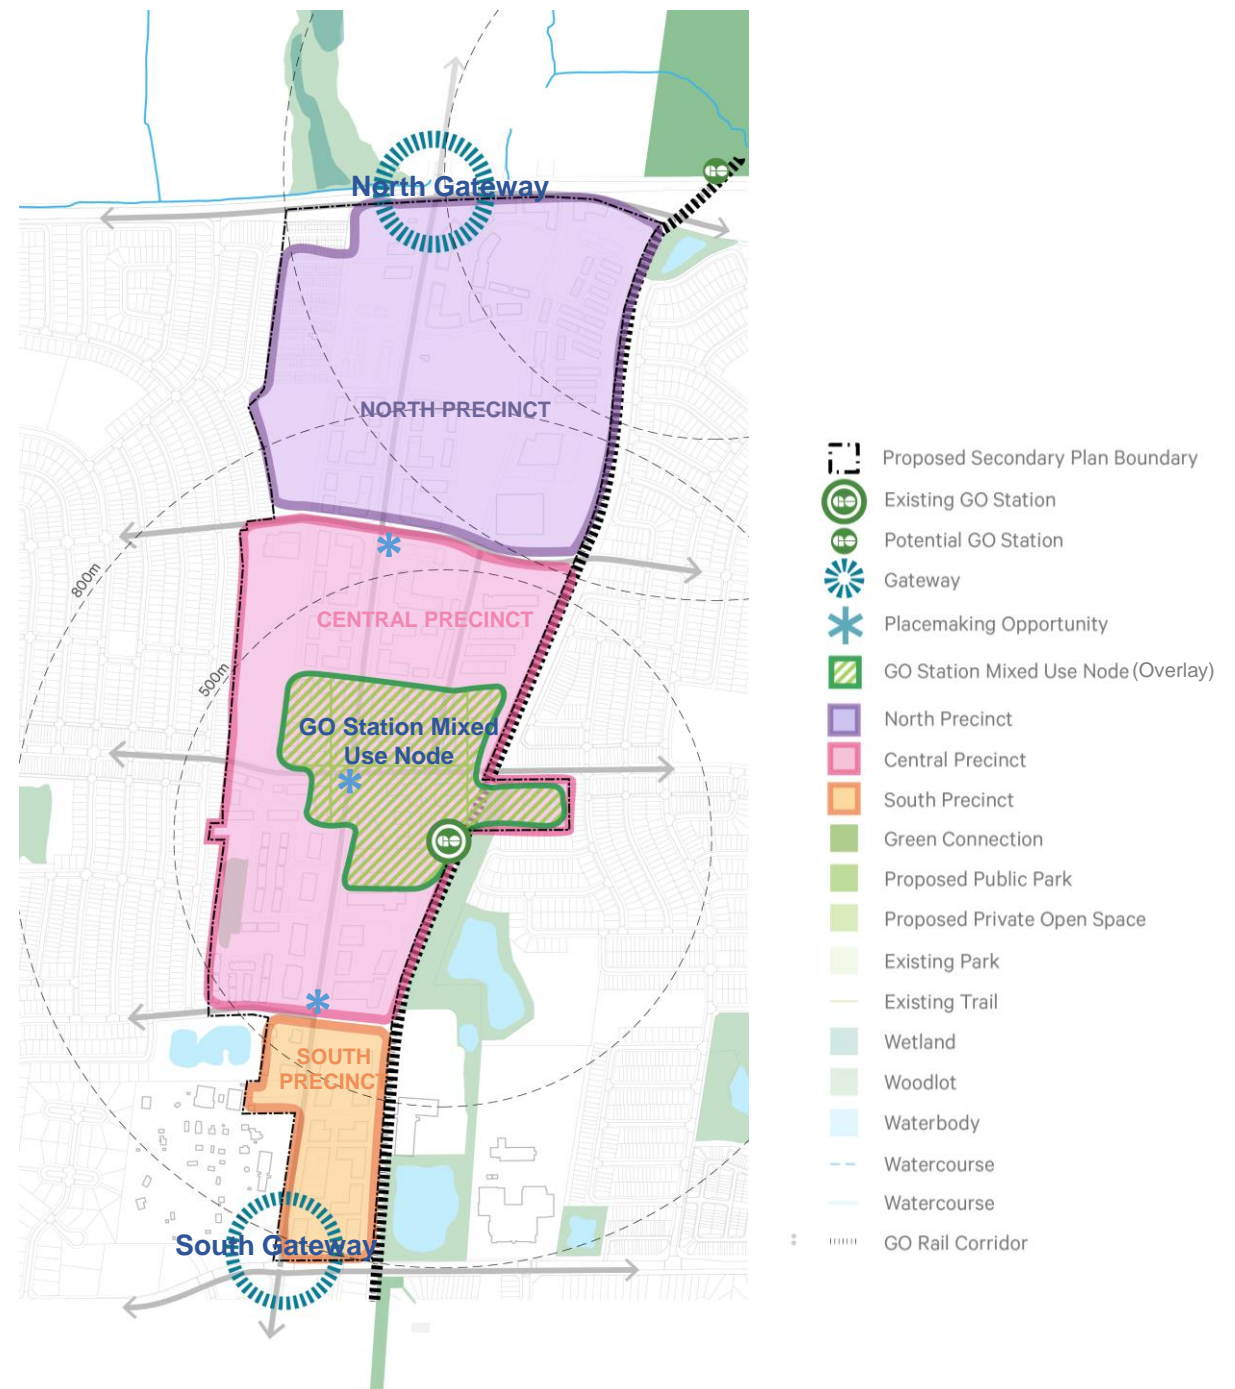 North Gateway
NORTH PRECINCT
800m
CENTRAL PRECINCT
500m
GO Station Mixed
Use Node
SOUTH
PRECINCT
South Gateway
Proposed Secondary Plan Boundary
Existing GO Station
Potential GO Station
Gateway
Placemaking Opportunity
GO Station Mixed Use Node (Overlay)
North Precinct
Central Precinct
South Precinct
Green Connection
Proposed Public Park
Proposed Private Open Space
Existing Park
Existing Trail
Wetland
Woodlot
Waterbody
Watercourse
Watercourse
GO Rail Corridor